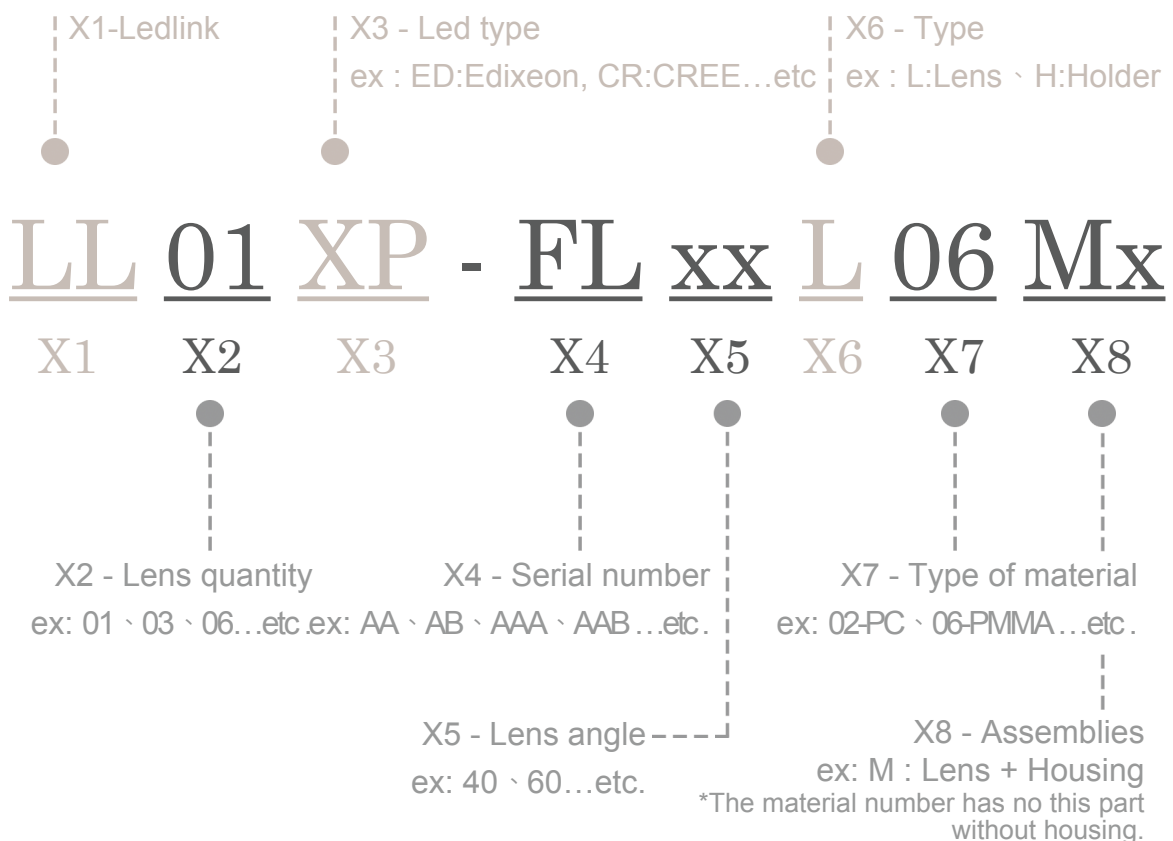 X1-Ledlink
X3 - Led type
ex : ED:Edixeon, CR:CREE…etc
X6 - Type
ex : L:Lens、H:Holder
LL 01 XP - FL xx L 06 Mx
X1 X2 X3 X4 X5 X6 X7 X8
X2 - Lens quantity
ex: 01、03、06…etc.
X4 - Serial number
ex: AA、AB、AAA、AAB…etc.
X7 - Type of material
ex: 02-PC、06-PMMA…etc.
X5 - Lens angle
ex: 40、60…etc.
X8 - Assemblies
ex: M : Lens + Housing
*The material number has no this part
without housing.